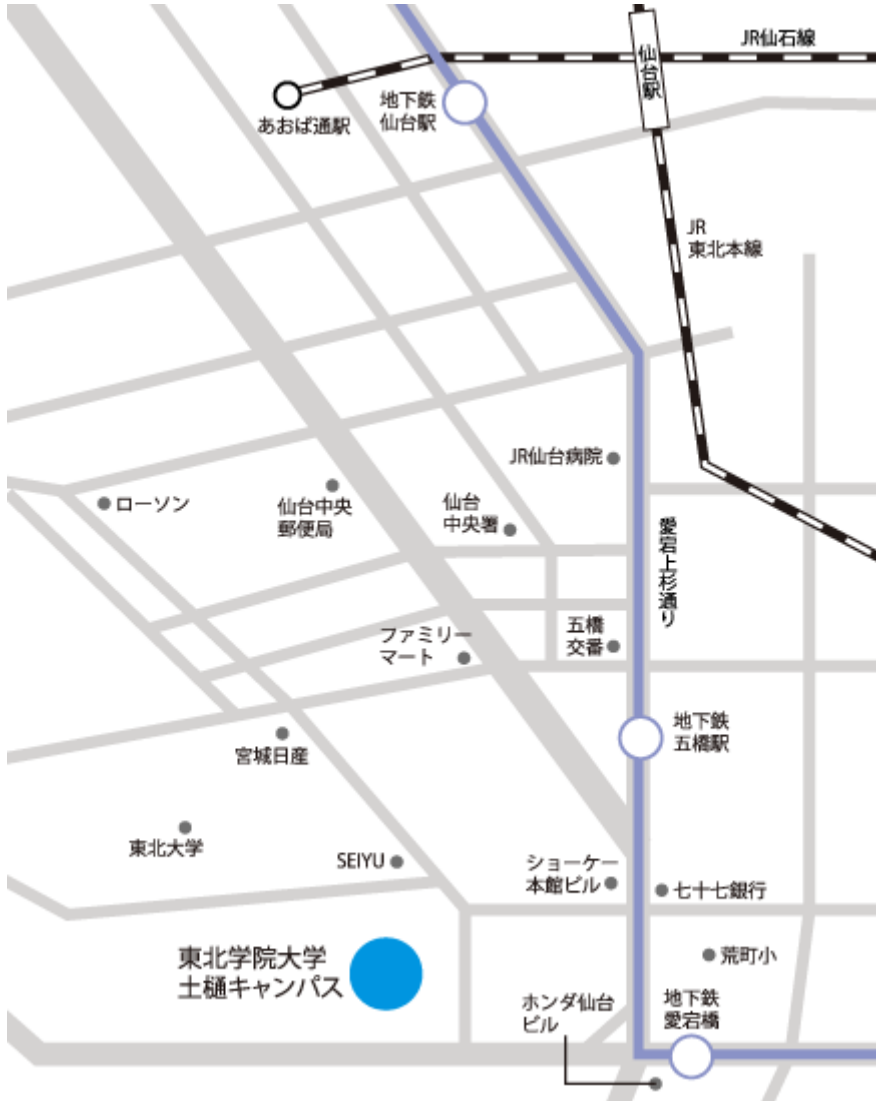 JR仙石線
仙台駅
あおば通駅
地下鉄
仙台駅
JR
東北本線
JR仙台病院
ローソン
仙台中央
郵便局
仙台
中央署
愛宕上杉通り
ファミリー
マート
五橋
交番
地下鉄
五橋駅
宮城日産
東北大学
SEIYU
ショーケー
本館ビル
七十七銀行
東北学院大学
土樋キャンパス
荒町小
ホンダ仙台
ビル
地下鉄
愛宕橋